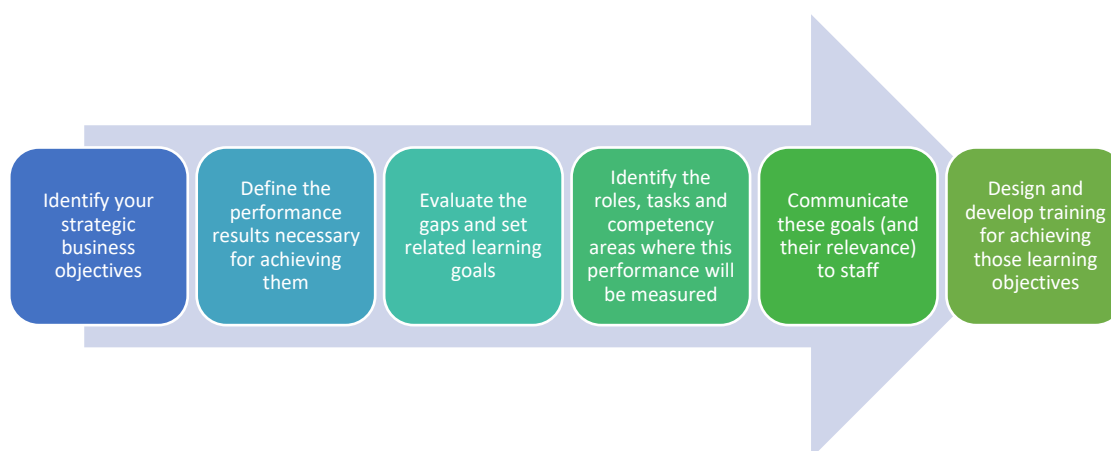 Identify your
strategic
business
objectives
Define the
performance
results necessary
for achieving
them
Evaluate the
gaps and set
related learning
goals
Identify the
roles, tasks and
competency
areas where this
performance will
be measured
Communicate
these goals (and
their relevance)
to staff
Design and
develop training
for achieving
those learning
objectives